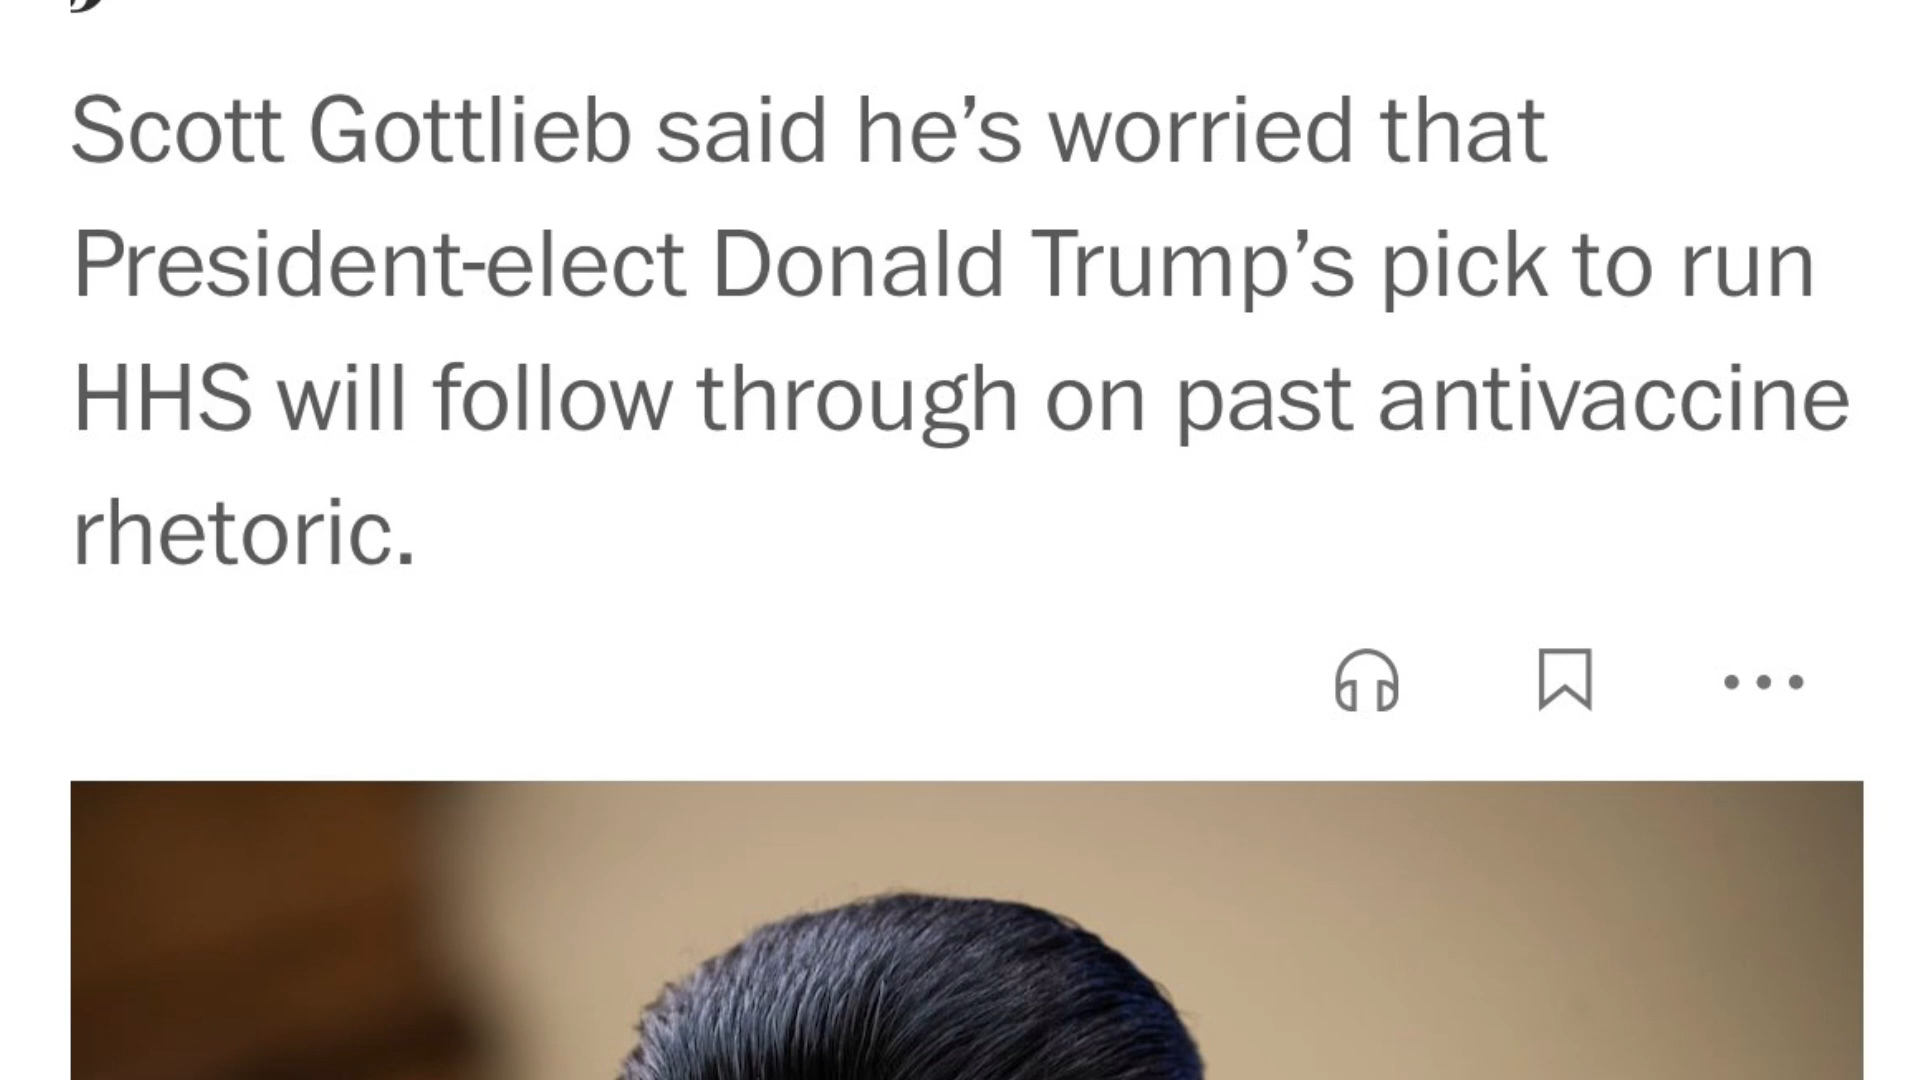 Scott Gottlieb said he’s worried that
President-elect Donald Trump’s pick to run
HHS will follow through on past antivaccine
rhetoric.